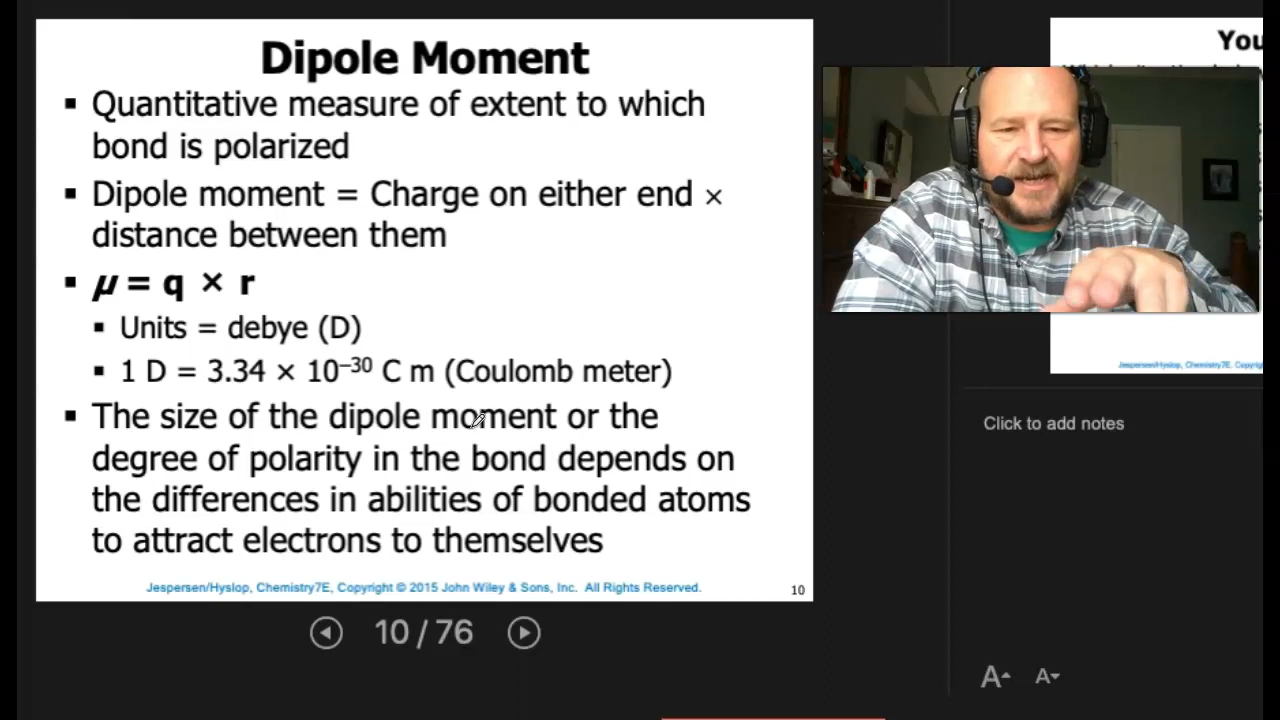 Dipole Moment
▪ Quantitative measure of extent to which
bond is polarized
▪ Dipole moment = Charge on either end ×
distance between them
▪ μ = q × r
▪ Units = debye (D)
▪ 1 D = 3.34 × 10⁻³⁰ C m (Coulomb meter)
▪ The size of the dipole moment or the
degree of polarity in the bond depends on
the differences in abilities of bonded atoms
to attract electrons to themselves
Jespersen/Hyslop, Chemistry7E, Copyright © 2015 John Wiley & Sons, Inc. All Rights Reserved.
10
10 / 76
You
Jespersen/Hyslop, Chemistry7E, Copyrig
Click to add notes
A A